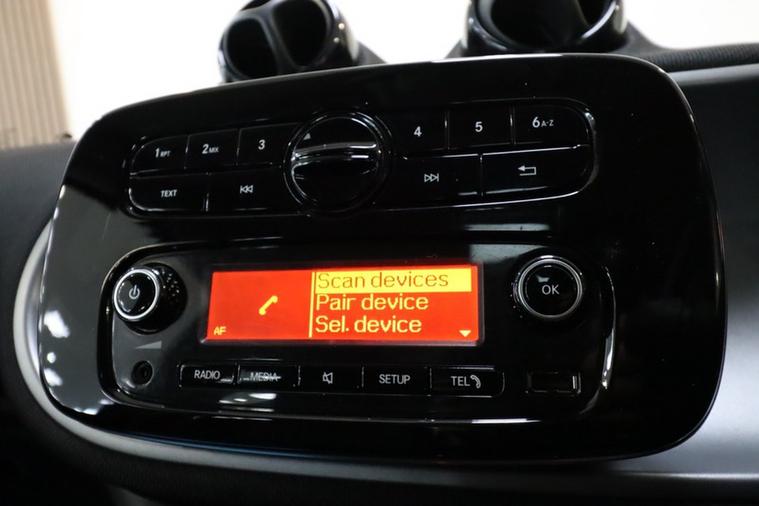 1 RPT 2 MIX 3 4 5 6 A-Z
TEXT
Scan devices
Pair device
Sel. device
AF
OK
RADIO MEDIA SETUP TEL